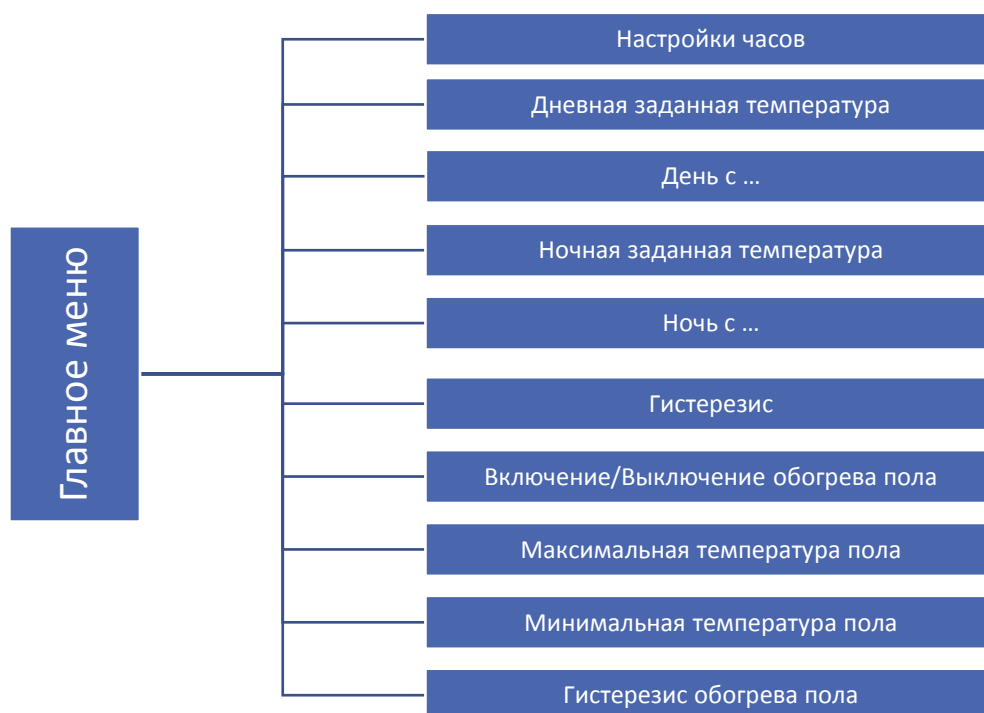 Главное меню
Настройки часов
Дневная заданная температура
День с ...
Ночная заданная температура
Ночь с ...
Гистерезис
Включение/Выключение обогрева пола
Максимальная температура пола
Минимальная температура пола
Гистерезис обогрева пола